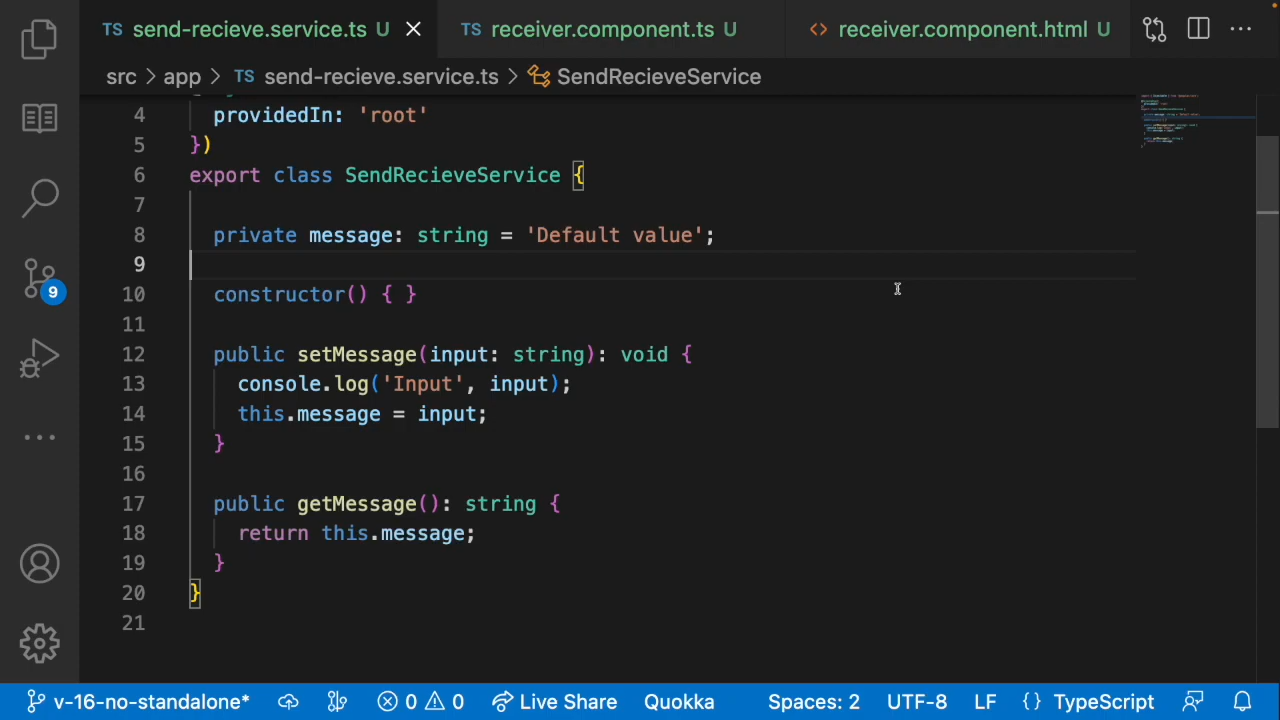 TS send-recieve.service.ts U TS receiver.component.ts U <> receiver.component.html U
src > app > TS send-recieve.service.ts > SendRecieveService
4 providedIn: 'root'
5 })
6 export class SendRecieveService {
7
8 private message: string = 'Default value';
9
10 constructor() { }
11
12 public setMessage(input: string): void {
13 console.log('Input', input);
14 this.message = input;
15 }
16
17 public getMessage(): string {
18 return this.message;
19 }
20 }
21
9
v-16-no-standalone* 0 0 Live Share Quokka Spaces: 2 UTF-8 LF {} TypeScript